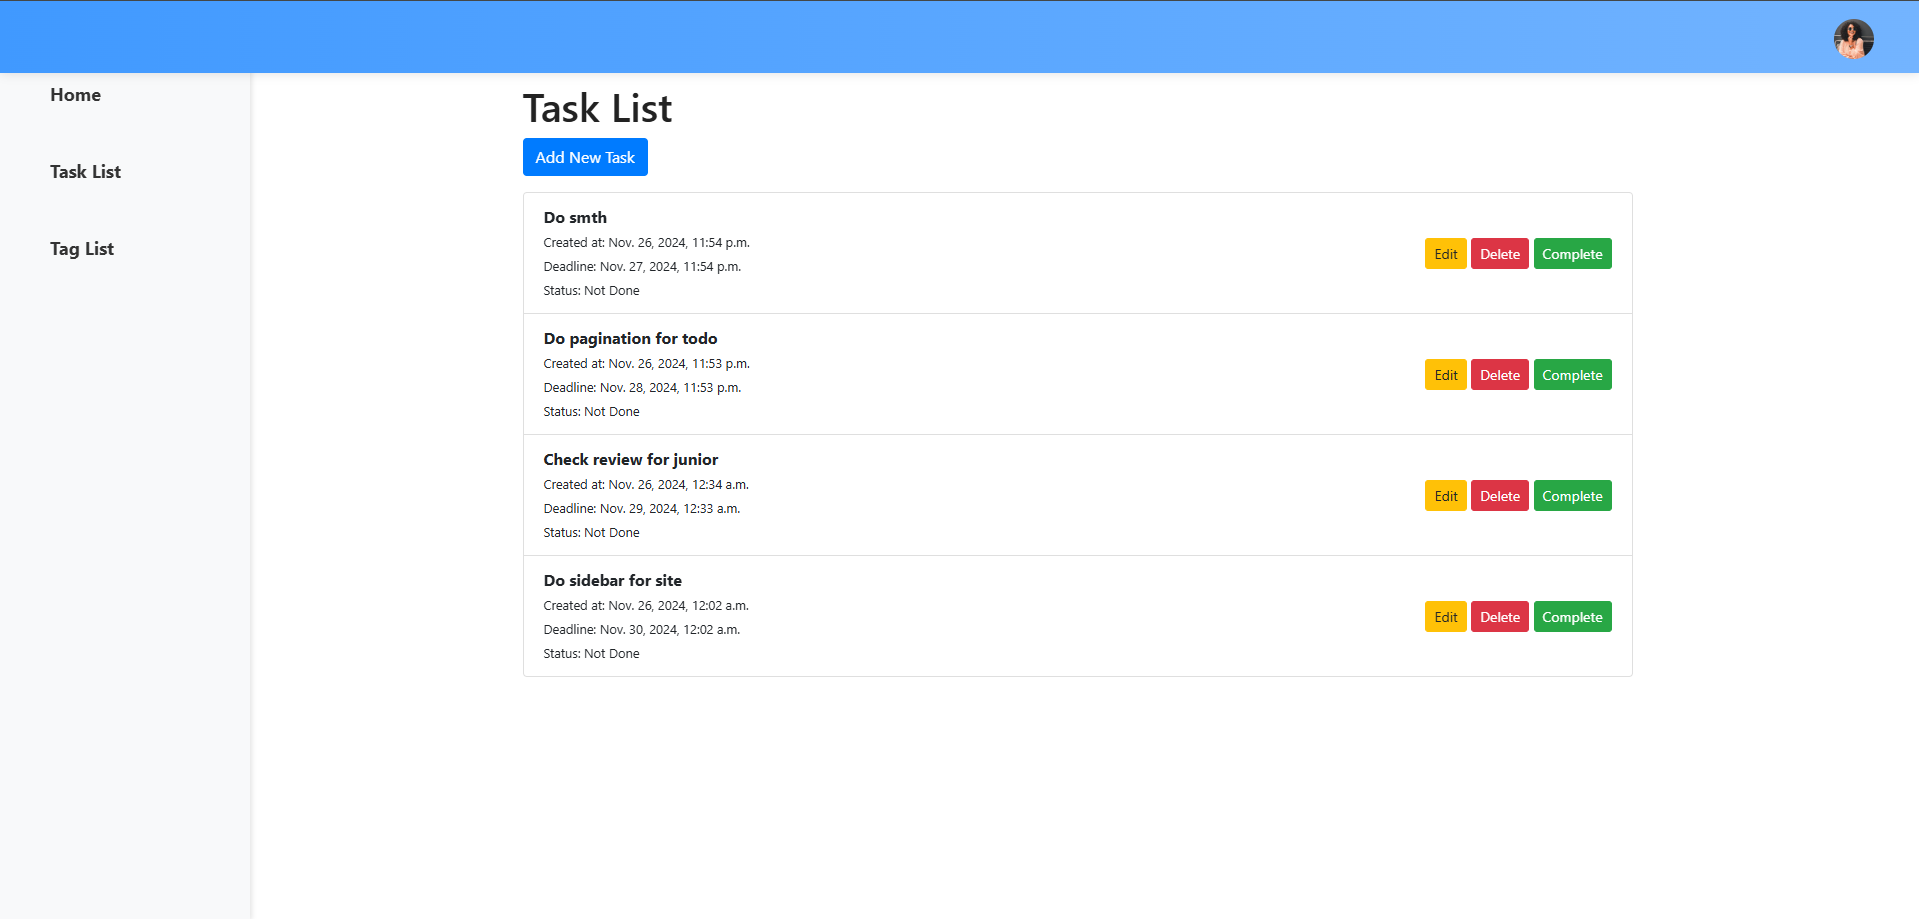 Home
Task List
Tag List
Task List
Add New Task
Do smth
Created at: Nov. 26, 2024, 11:54 p.m.
Deadline: Nov. 27, 2024, 11:54 p.m.
Status: Not Done
Edit Delete Complete
Do pagination for todo
Created at: Nov. 26, 2024, 11:53 p.m.
Deadline: Nov. 28, 2024, 11:53 p.m.
Status: Not Done
Edit Delete Complete
Check review for junior
Created at: Nov. 26, 2024, 12:34 a.m.
Deadline: Nov. 29, 2024, 12:33 a.m.
Status: Not Done
Edit Delete Complete
Do sidebar for site
Created at: Nov. 26, 2024, 12:02 a.m.
Deadline: Nov. 30, 2024, 12:02 a.m.
Status: Not Done
Edit Delete Complete